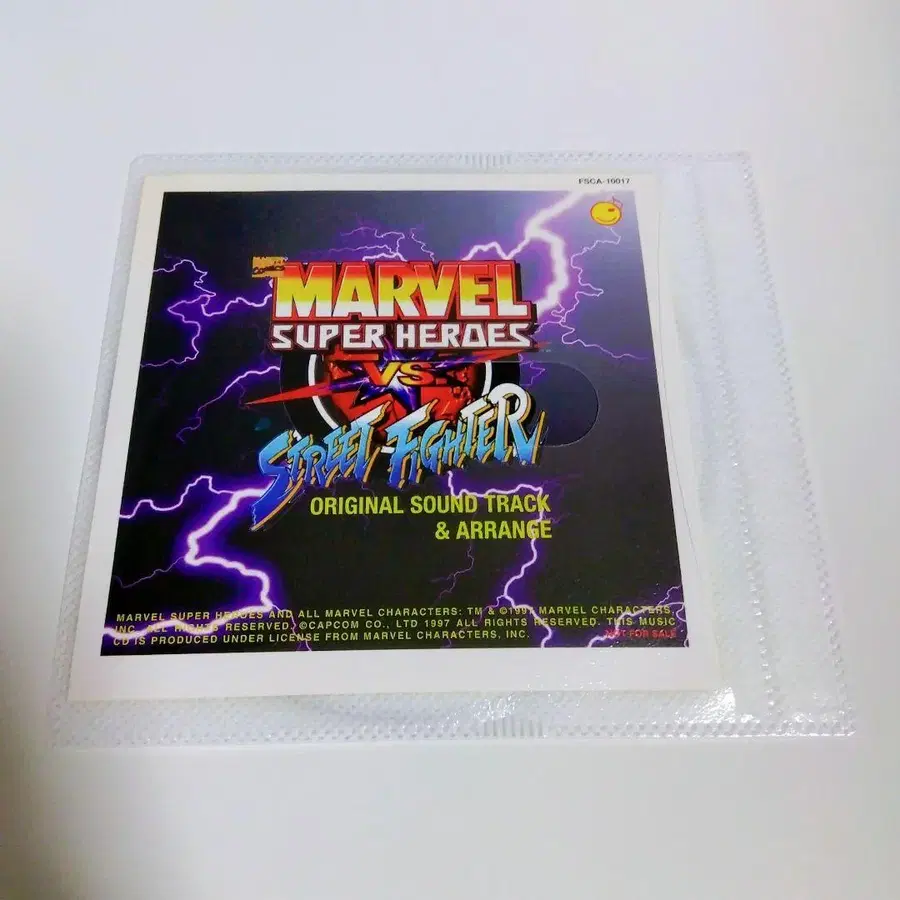 FSCA-10017
MARVEL
COMICS
MARVEL
SUPER HEROES
VS.
STREET FIGHTER
ORIGINAL SOUND TRACK
& ARRANGE
MARVEL SUPER HEROES AND ALL MARVEL CHARACTERS: TM & ©1997 MARVEL CHARACTERS,
INC. ALL RIGHTS RESERVED. ©CAPCOM CO., LTD 1997 ALL RIGHTS RESERVED. THIS MUSIC
CD IS PRODUCED UNDER LICENSE FROM MARVEL CHARACTERS, INC.
NOT FOR SALE